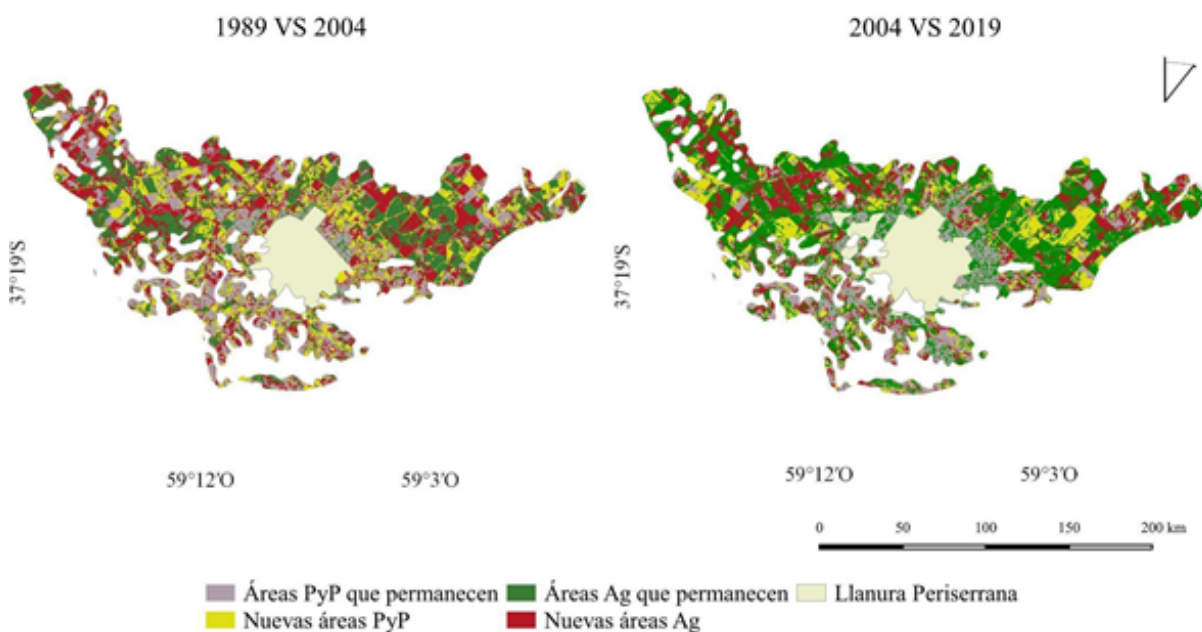 1989 VS 2004
2004 VS 2019
37°19'S
37°19'S
59°12'O
59°3'O
59°12'O
59°3'O
0 50 100 150 200 km
Áreas PyP que permanecen
Áreas Ag que permanecen
Llanura Periserrana
Nuevas áreas PyP
Nuevas áreas Ag